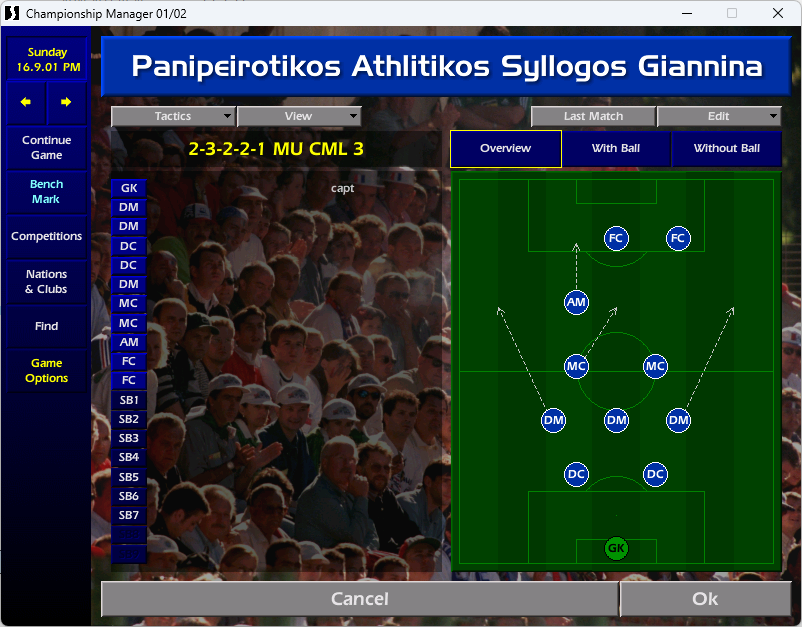 Championship Manager 01/02
Sunday
16.9.01 PM
Continue
Game
Bench
Mark
Competitions
Nations
& Clubs
Find
Game
Options
Panipeirotikos Athlitikos Syllogos Giannina
Tactics
View
Last Match
Edit
2-3-2-2-1 MU CML 3
Overview
With Ball
Without Ball
GK capt
DM
DM
DC
DC
DM
MC
MC
AM
FC
FC
SB1
SB2
SB3
SB4
SB5
SB6
SB7
FC FC
AM
MC MC
DM DM DM
DC DC
GK
Cancel
Ok